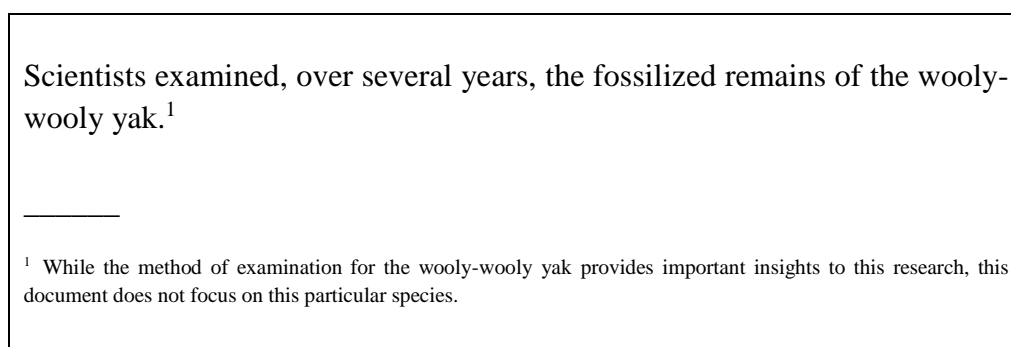 Scientists examined, over several years, the fossilized remains of the wooly-
wooly yak.1
______
1 While the method of examination for the wooly-wooly yak provides important insights to this research, this
document does not focus on this particular species.